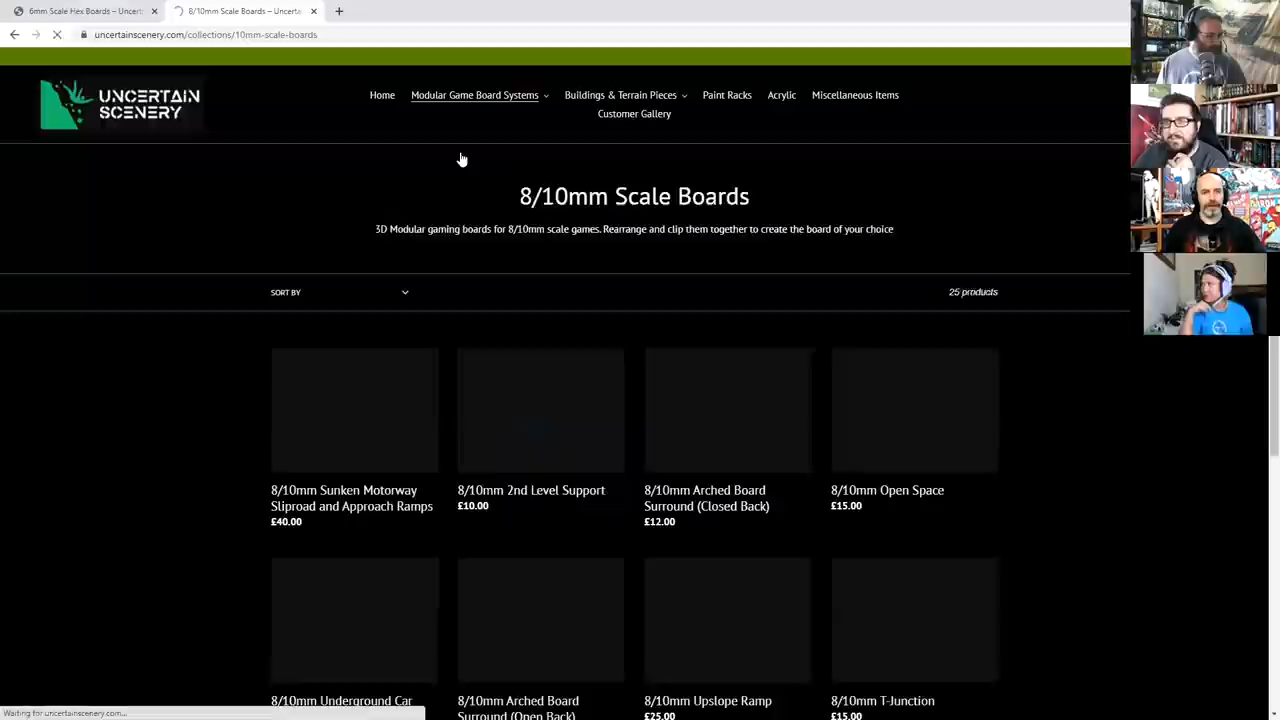 6mm Scale Hex Boards – Uncert
8/10mm Scale Boards – Uncerta
uncertainscenery.com/collections/10mm-scale-boards
UNCERTAIN
SCENERY
Home
Modular Game Board Systems
Buildings & Terrain Pieces
Paint Racks
Acrylic
Miscellaneous Items
Customer Gallery
8/10mm Scale Boards
3D Modular gaming boards for 8/10mm scale games. Rearrange and clip them together to create the board of your choice
SORT BY
25 products
8/10mm Sunken Motorway
Sliproad and Approach Ramps
£40.00
8/10mm 2nd Level Support
£10.00
8/10mm Arched Board
Surround (Closed Back)
£12.00
8/10mm Open Space
£15.00
8/10mm Underground Car
8/10mm Arched Board
Surround (Open Back)
8/10mm Upslope Ramp
£25.00
8/10mm T-Junction
£15.00
Waiting for uncertainscenery.com...